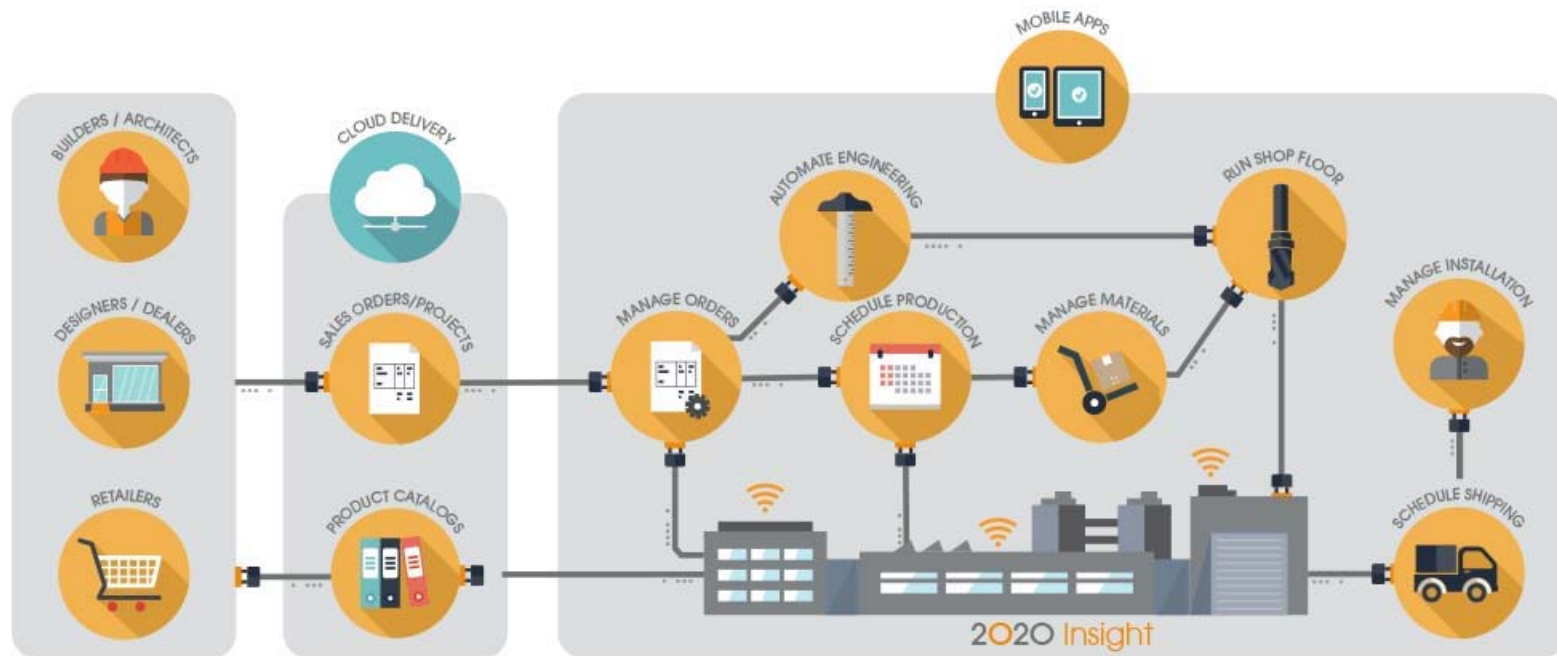 MOBILE APPS
BUILDERS / ARCHITECTS
CLOUD DELIVERY
AUTOMATE ENGINEERING
RUN SHOP FLOOR
DESIGNERS / DEALERS
SALES ORDERS/PROJECTS
MANAGE ORDERS
SCHEDULE PRODUCTION
MANAGE MATERIALS
MANAGE INSTALLATION
RETAILERS
PRODUCT CATALOGS
SCHEDULE SHIPPING
2020 Insight